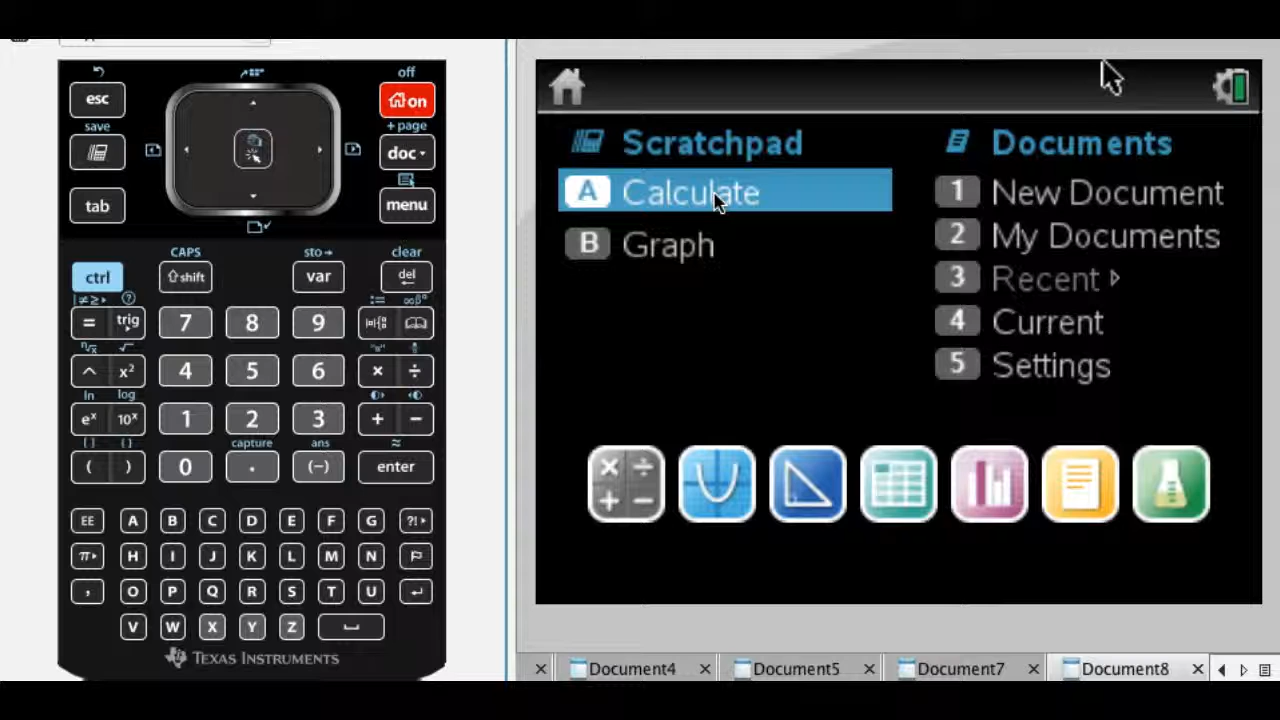 off
esc
on
save
+ page
doc
tab
menu
CAPS
sto→
clear
ctrl
⇧shift
var
del
|≠≥▸
:=
∞β°
=
trig
7
8
9
ⁿ√x
√
^
x²
4
5
6
×
÷
ln
log
eˣ
10ˣ
1
2
3
+
−
[ ]
{ }
capture
ans
≈
(
)
0
.
(−)
enter
EE
A
B
C
D
E
F
G
?!▸
π▸
H
I
J
K
L
M
N
,
O
P
Q
R
S
T
U
V
W
X
Y
Z
TEXAS INSTRUMENTS
Scratchpad
A Calculate
B Graph
Documents
1 New Document
2 My Documents
3 Recent ▹
4 Current
5 Settings
× ÷
+ −
Document4
Document5
Document7
Document8